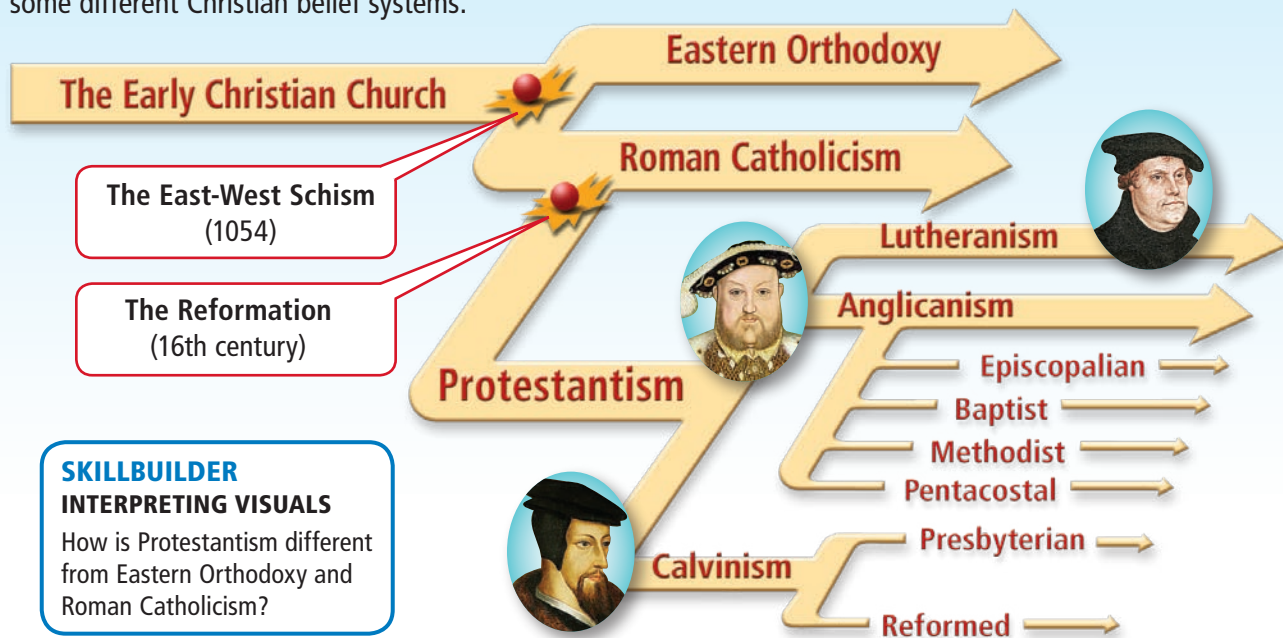 some different Christian belief systems.
The Early Christian Church
Eastern Orthodoxy
Roman Catholicism
The East-West Schism
(1054)
The Reformation
(16th century)
Protestantism
Lutheranism
Anglicanism
Episcopalian
Baptist
Methodist
Pentacostal
Calvinism
Presbyterian
Reformed
SKILLBUILDER
INTERPRETING VISUALS
How is Protestantism different
from Eastern Orthodoxy and
Roman Catholicism?